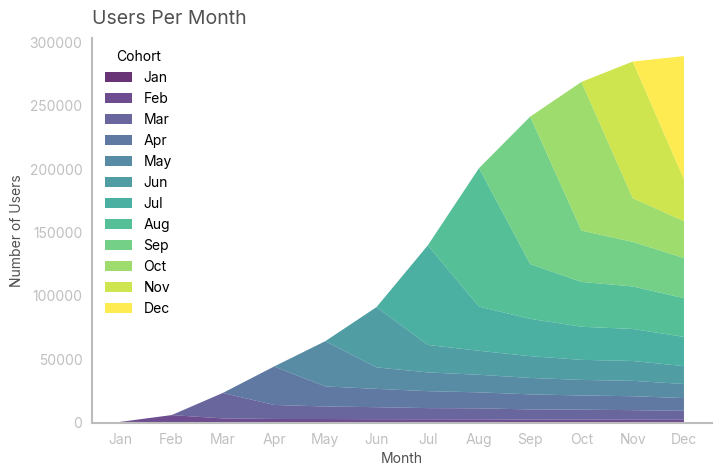 Users Per Month
Number of Users
300000
250000
200000
150000
100000
50000
0
Cohort
Jan
Feb
Mar
Apr
May
Jun
Jul
Aug
Sep
Oct
Nov
Dec
Jan Feb Mar Apr May Jun Jul Aug Sep Oct Nov Dec
Month